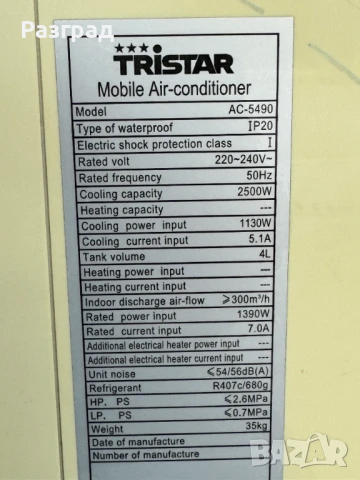 Разград
★★★
TRISTAR
Mobile Air-conditioner
Model AC-5490
Type of waterproof IP20
Electric shock protection class I
Rated volt 220~240V~
Rated frequency 50Hz
Cooling capacity 2500W
Heating capacity ---
Cooling power input 1130W
Cooling current input 5.1A
Tank volume 4L
Heating power input ---
Heating current input ---
Indoor discharge air-flow ≥300m³/h
Rated power input 1390W
Rated current input 7.0A
Additional electrical heater power input ---
Additional electrical heater current input ---
Unit noise ≤54/56dB(A)
Refrigerant R407c/680g
HP. PS ≤2.6MPa
LP. PS ≤0.7MPa
Weight 35kg
Date of manufacture
Number of manufacture
BAZAR